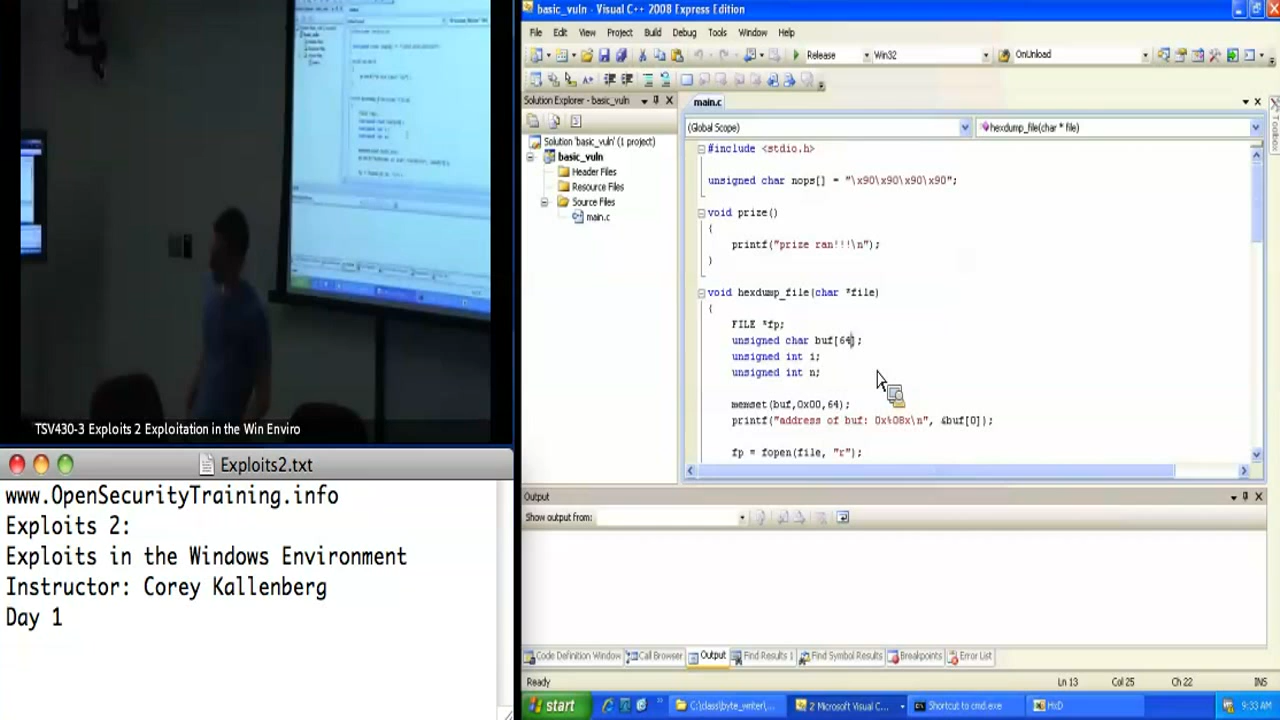 TSV430-3 Exploits 2 Exploitation in the Win Enviro
Exploits2.txt
www.OpenSecurityTraining.info
Exploits 2:
Exploits in the Windows Environment
Instructor: Corey Kallenberg
Day 1
basic_vuln - Visual C++ 2008 Express Edition
File Edit View Project Build Debug Tools Window Help
Release Win32 OnUnload
Solution Explorer - basic_vuln
Solution 'basic_vuln' (1 project)
basic_vuln
Header Files
Resource Files
Source Files
main.c
main.c
(Global Scope) hexdump_file(char * file)
#include <stdio.h>
unsigned char nops[] = "\x90\x90\x90\x90";
void prize()
{
printf("prize ran!!!\n");
}
void hexdump_file(char *file)
{
FILE *fp;
unsigned char buf[64];
unsigned int i;
unsigned int n;
memset(buf,0x00,64);
printf("address of buf: 0x%08x\n", &buf[0]);
fp = fopen(file, "r");
Toolbox
Output
Show output from:
Code Definition Window Call Browser Output Find Results 1 Find Symbol Results Breakpoints Error List
Ready Ln 13 Col 25 Ch 22 INS
start C:\class\byte_writer\... 2 Microsoft Visual C... Shortcut to cmd.exe HxD 9:33 AM